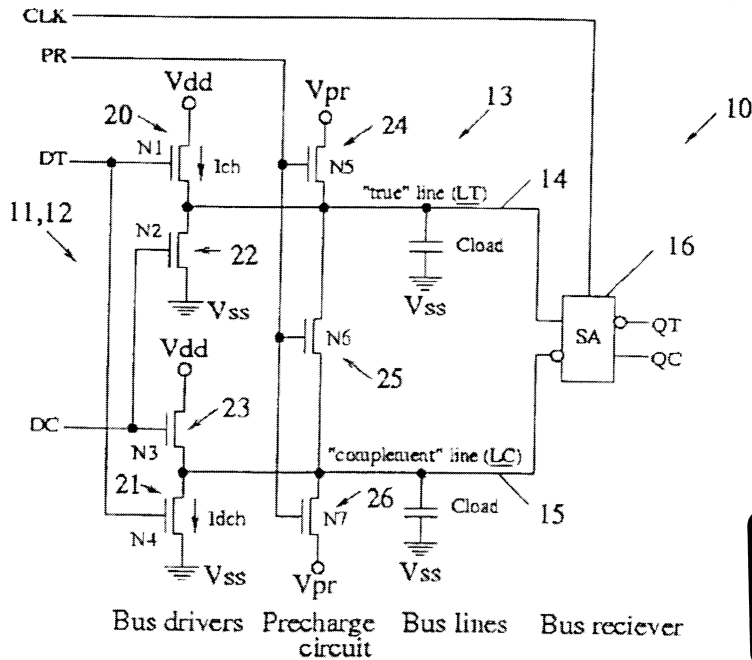 CLK
PR
Vdd
Vpr
13
10
20
24
DT
N1
Ich
N5
"true" line (LT)
14
11,12
N2
22
Cload
16
Vss
Vss
QT
N6
SA
Vdd
25
QC
23
DC
N3
"complement" line (LC)
21
26
Cload
15
N4
Idch
N7
Vss
Vpr
Vss
Bus drivers
Precharge circuit
Bus lines
Bus reciever